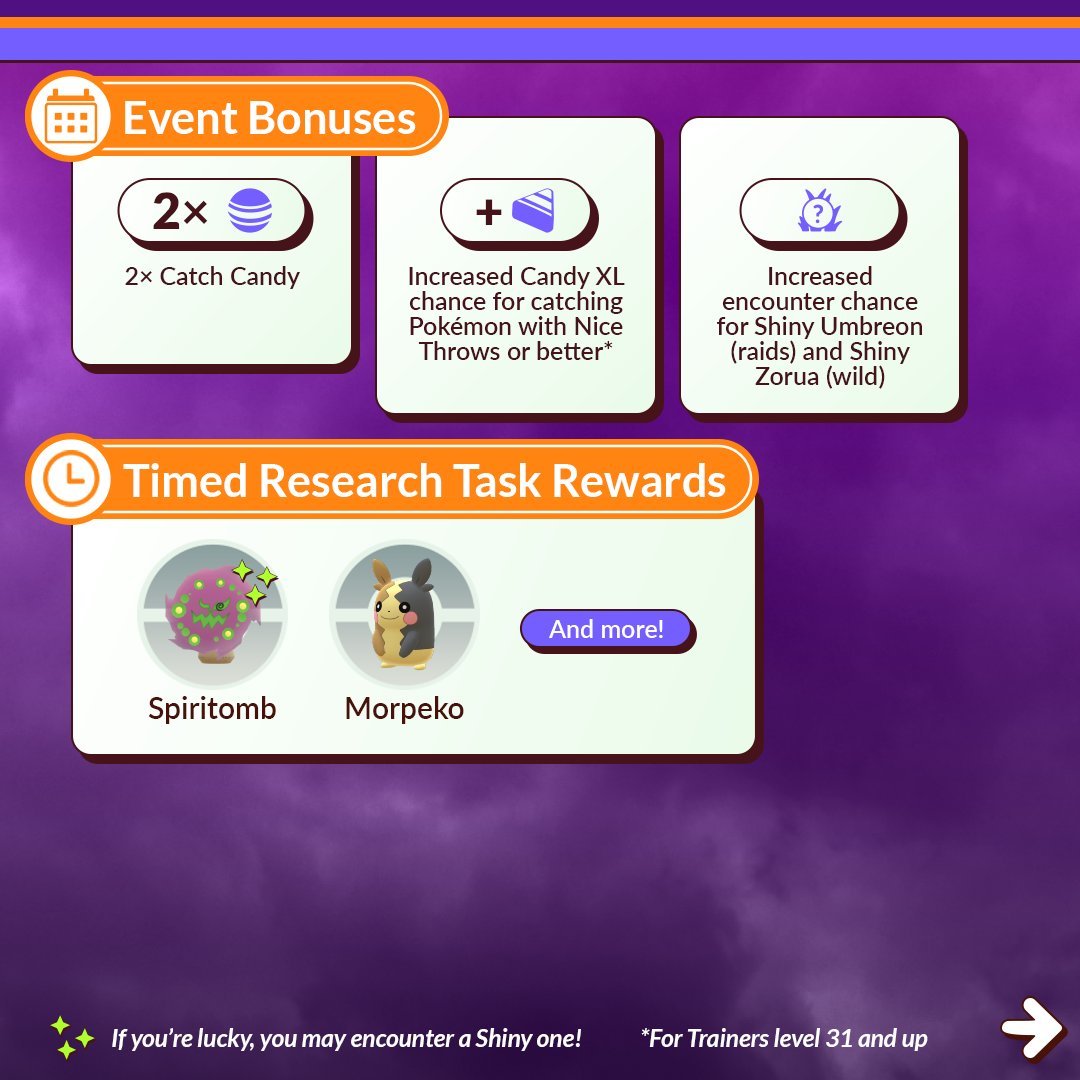 Event Bonuses
2×
2× Catch Candy
+
Increased Candy XL
chance for catching
Pokémon with Nice
Throws or better*
?
Increased
encounter chance
for Shiny Umbreon
(raids) and Shiny
Zorua (wild)
Timed Research Task Rewards
Spiritomb
Morpeko
And more!
If you’re lucky, you may encounter a Shiny one!
*For Trainers level 31 and up